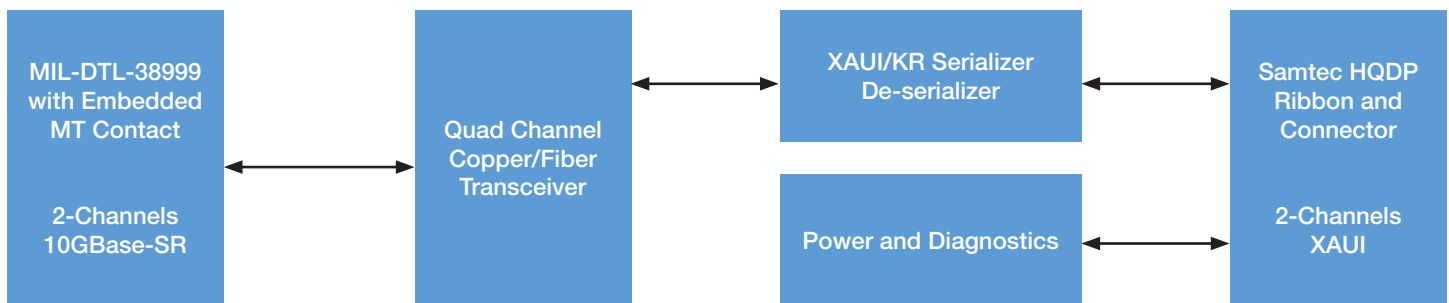 MIL-DTL-38999
with Embedded
MT Contact
2-Channels
10GBase-SR
Quad Channel
Copper/Fiber
Transceiver
XAUI/KR Serializer
De-serializer
Power and Diagnostics
Samtec HQDP
Ribbon and
Connector
2-Channels
XAUI